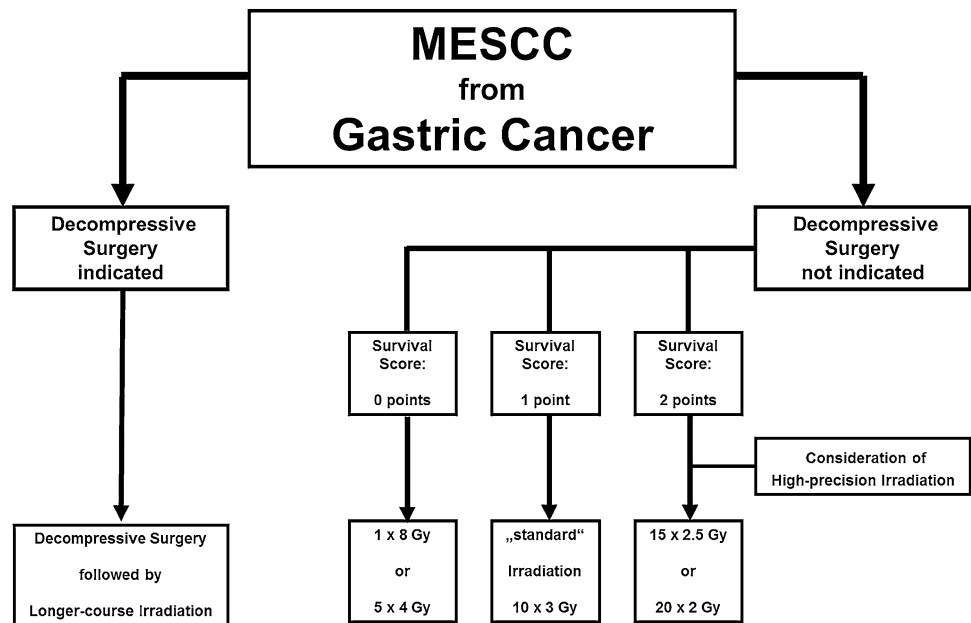 MESCC
from
Gastric Cancer
Decompressive
Surgery
indicated
Decompressive
Surgery
not indicated
Survival
Score:
0 points
Survival
Score:
1 point
Survival
Score:
2 points
Consideration of
High-precision Irradiation
Decompressive Surgery
followed by
Longer-course Irradiation
1 x 8 Gy
or
5 x 4 Gy
„standard“
Irradiation
10 x 3 Gy
15 x 2.5 Gy
or
20 x 2 Gy